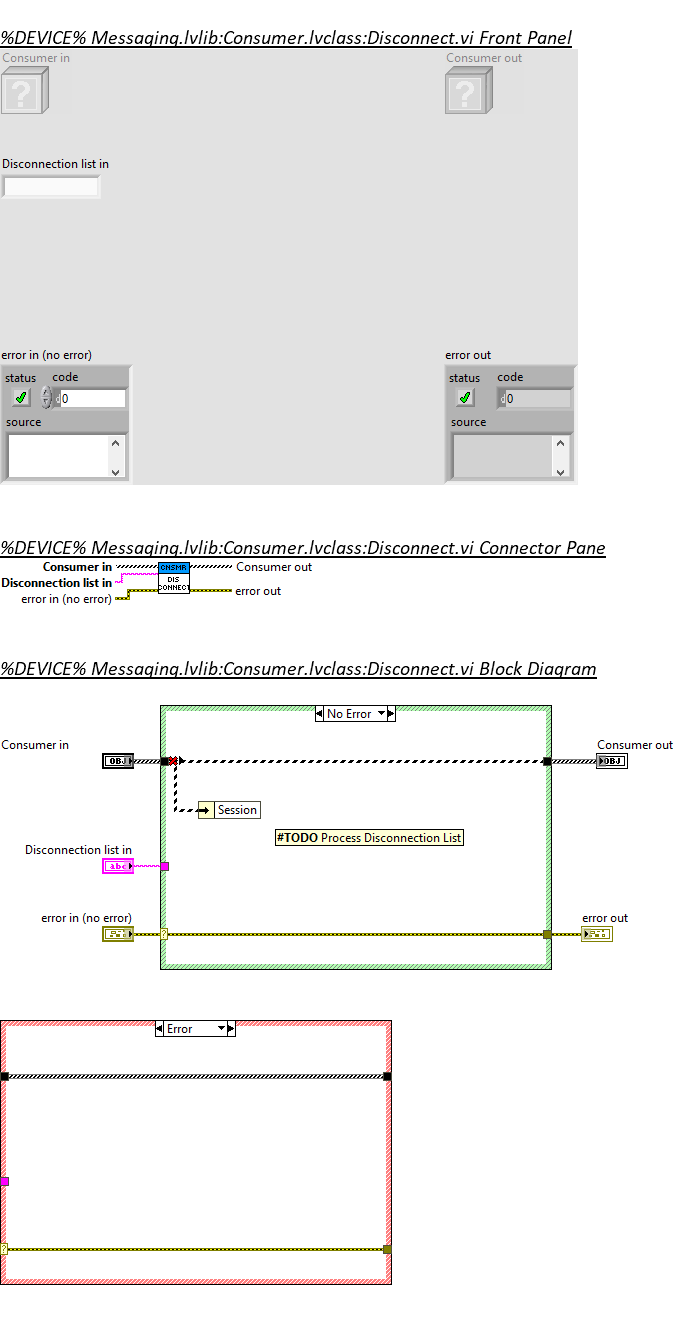 %DEVICE% Messaging.lvlib:Consumer.lvclass:Disconnect.vi Front Panel
Consumer in
Consumer out
?
?
Disconnection list in
error in (no error)
error out
status code
status code
d 0
d 0
source
source
%DEVICE% Messaging.lvlib:Consumer.lvclass:Disconnect.vi Connector Pane
Consumer in CNSMR Consumer out
Disconnection list in DIS
CONNECT error out
error in (no error)
%DEVICE% Messaging.lvlib:Consumer.lvclass:Disconnect.vi Block Diagram
No Error
Consumer in
Consumer out
OBJ
OBJ
Session
#TODO Process Disconnection List
Disconnection list in
abc
error in (no error)
error out
?
Error
?